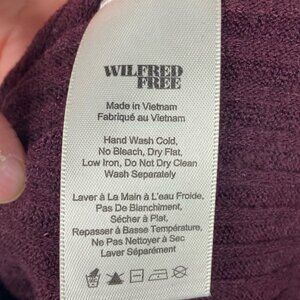 WILFRED
FREE
Made in Vietnam
Fabriqué au Vietnam
Hand Wash Cold,
No Bleach, Dry Flat,
Low Iron, Do Not Dry Clean
Wash Separately
Laver à La Main à L'eau Froide,
Pas De Blanchiment,
Sécher à Plat,
Repasser à Basse Température,
Ne Pas Nettoyer à Sec
Laver Séparément